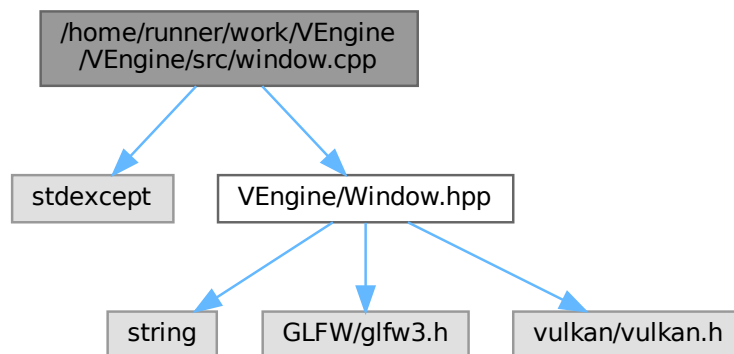 /home/runner/work/VEngine
/VEngine/src/window.cpp
stdexcept
VEngine/Window.hpp
string
GLFW/glfw3.h
vulkan/vulkan.h